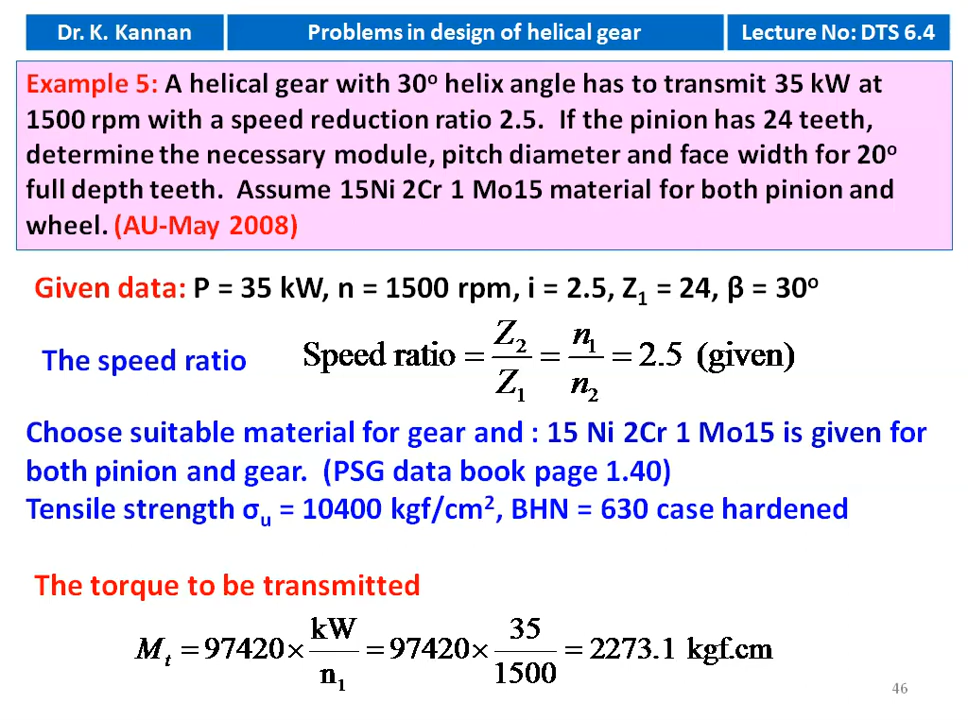 Dr. K. Kannan
Problems in design of helical gear
Lecture No: DTS 6.4
Example 5: A helical gear with 30° helix angle has to transmit 35 kW at
1500 rpm with a speed reduction ratio 2.5. If the pinion has 24 teeth,
determine the necessary module, pitch diameter and face width for 20°
full depth teeth. Assume 15Ni 2Cr 1 Mo15 material for both pinion and
wheel. (AU-May 2008)
Given data: P = 35 kW, n = 1500 rpm, i = 2.5, Z₁ = 24, β = 30°
The speed ratio Speed ratio = Z₂/Z₁ = n₁/n₂ = 2.5 (given)
Choose suitable material for gear and : 15 Ni 2Cr 1 Mo15 is given for
both pinion and gear. (PSG data book page 1.40)
Tensile strength σᵤ = 10400 kgf/cm², BHN = 630 case hardened
The torque to be transmitted
Mₜ = 97420 × kW/n₁ = 97420 × 35/1500 = 2273.1 kgf.cm
46